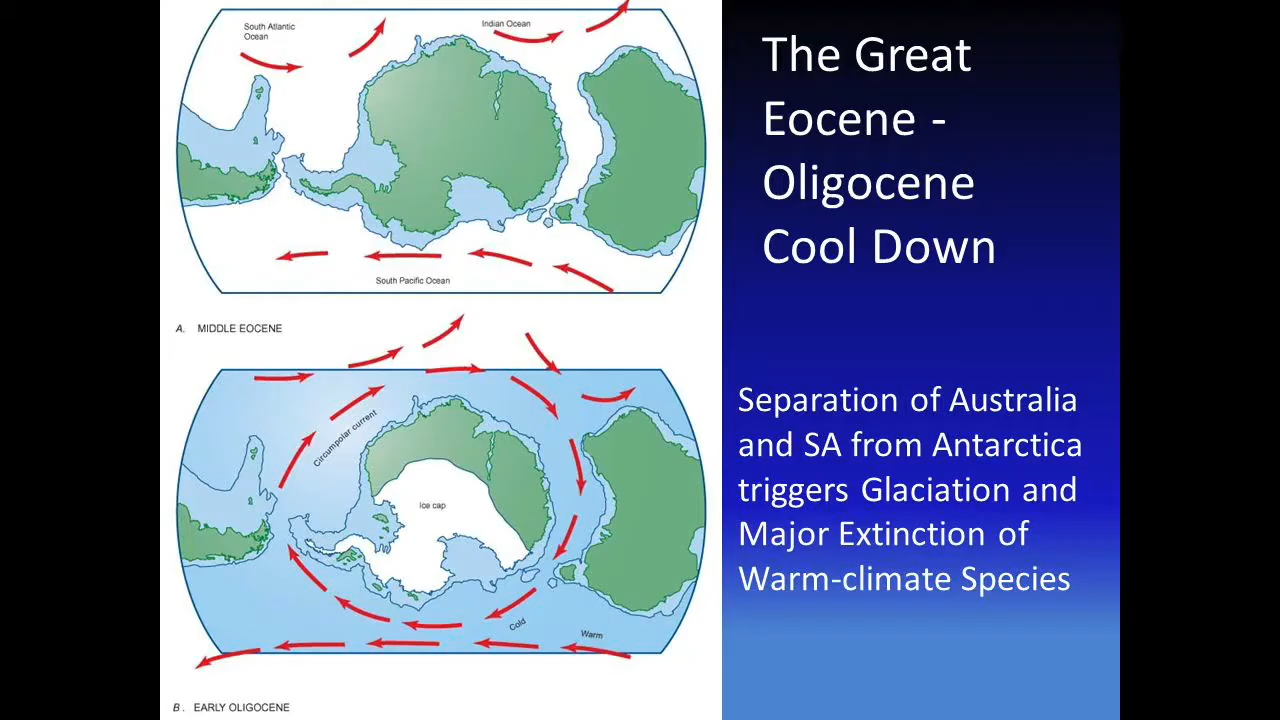 South Atlantic
Ocean
Indian Ocean
South Pacific Ocean
A. MIDDLE EOCENE
Circumpolar current
Ice cap
Cold
Warm
B. EARLY OLIGOCENE
The Great
Eocene -
Oligocene
Cool Down
Separation of Australia
and SA from Antarctica
triggers Glaciation and
Major Extinction of
Warm-climate Species